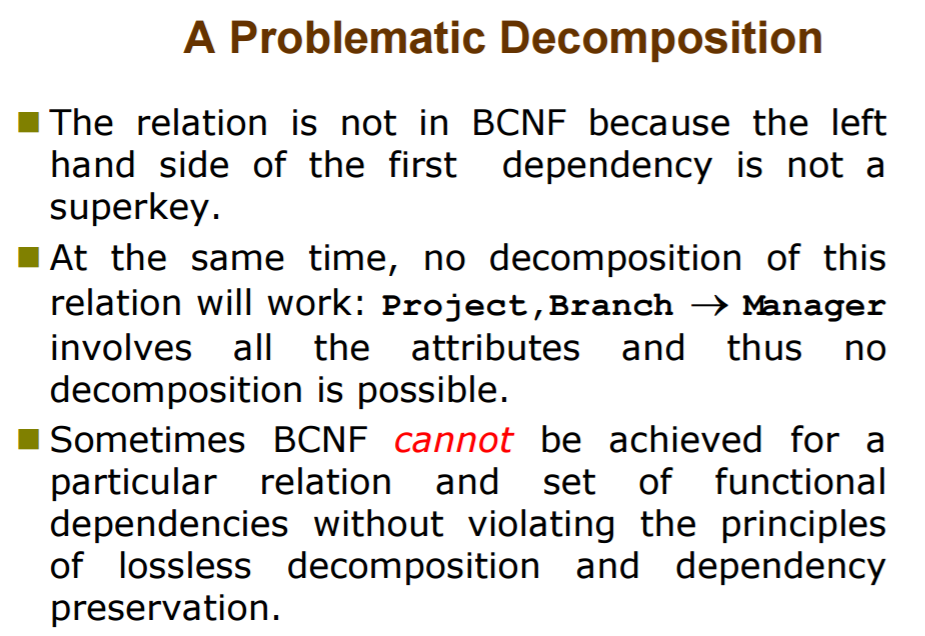 A Problematic Decomposition
The relation is not in BCNF because the left
hand side of the first dependency is not a
superkey.
At the same time, no decomposition of this
relation will work: Project,Branch → Manager
involves all the attributes and thus no
decomposition is possible.
Sometimes BCNF cannot be achieved for a
particular relation and set of functional
dependencies without violating the principles
of lossless decomposition and dependency
preservation.